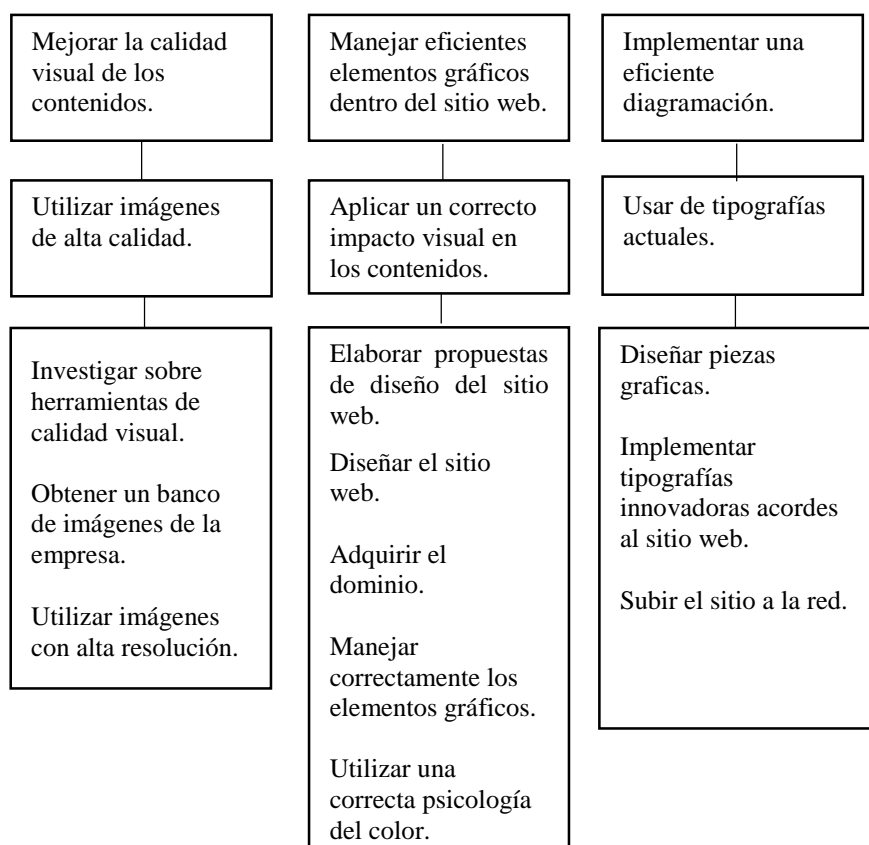 Mejorar la calidad
visual de los
contenidos.
Manejar eficientes
elementos gráficos
dentro del sitio web.
Implementar una
eficiente
diagramación.
Utilizar imágenes
de alta calidad.
Aplicar un correcto
impacto visual en
los contenidos.
Usar de tipografías
actuales.
Investigar sobre
herramientas de
calidad visual.
Obtener un banco
de imágenes de la
empresa.
Utilizar imágenes
con alta resolución.
Elaborar propuestas
de diseño del sitio
web.
Diseñar el sitio
web.
Adquirir el
dominio.
Manejar
correctamente los
elementos gráficos.
Utilizar una
correcta psicología
del color.
Diseñar piezas
graficas.
Implementar
tipografías
innovadoras acordes
al sitio web.
Subir el sitio a la red.